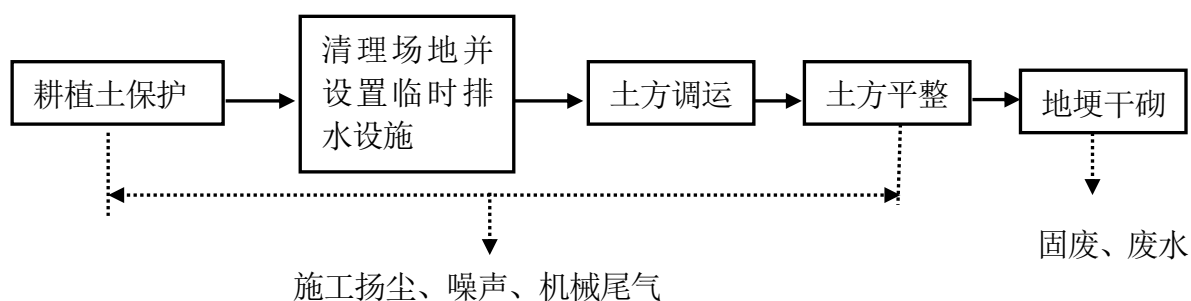 耕植土保护
清理场地并
设置临时排
水设施
土方调运
土方平整
地埂干砌
固废、废水
施工扬尘、噪声、机械尾气